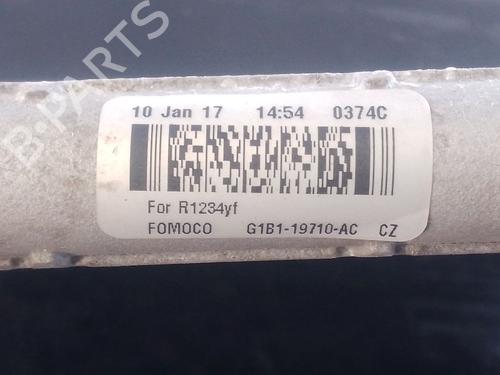 B-PARTS
10 Jan 17 14:54 0374C
For R1234yf
FOMOCO G1B1-19710-AC CZ